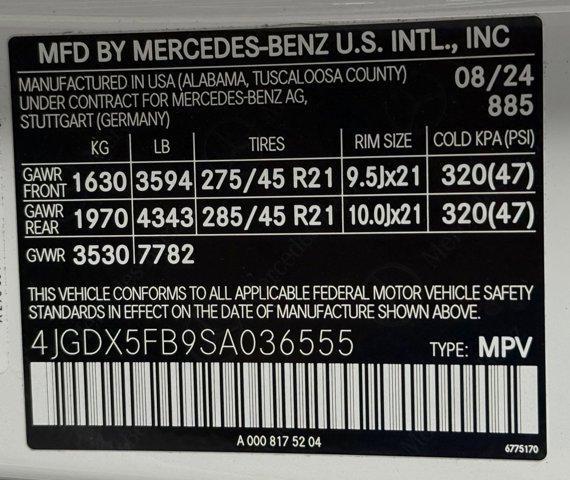 MFD BY MERCEDES-BENZ U.S. INTL., INC
MANUFACTURED IN USA (ALABAMA, TUSCALOOSA COUNTY) 08/24
UNDER CONTRACT FOR MERCEDES-BENZ AG, 885
STUTTGART (GERMANY)
KG LB TIRES RIM SIZE COLD KPA(PSI)
GAWR FRONT 1630 3594 275/45 R21 9.5Jx21 320(47)
GAWR REAR 1970 4343 285/45 R21 10.0Jx21 320(47)
GVWR 3530 7782
THIS VEHICLE CONFORMS TO ALL APPLICABLE FEDERAL MOTOR VEHICLE SAFETY
STANDARDS IN EFFECT ON THE DATE OF MANUFACTURE SHOWN ABOVE.
4JGDX5FB9SA036555 TYPE: MPV
A 000 817 52 04
6775170